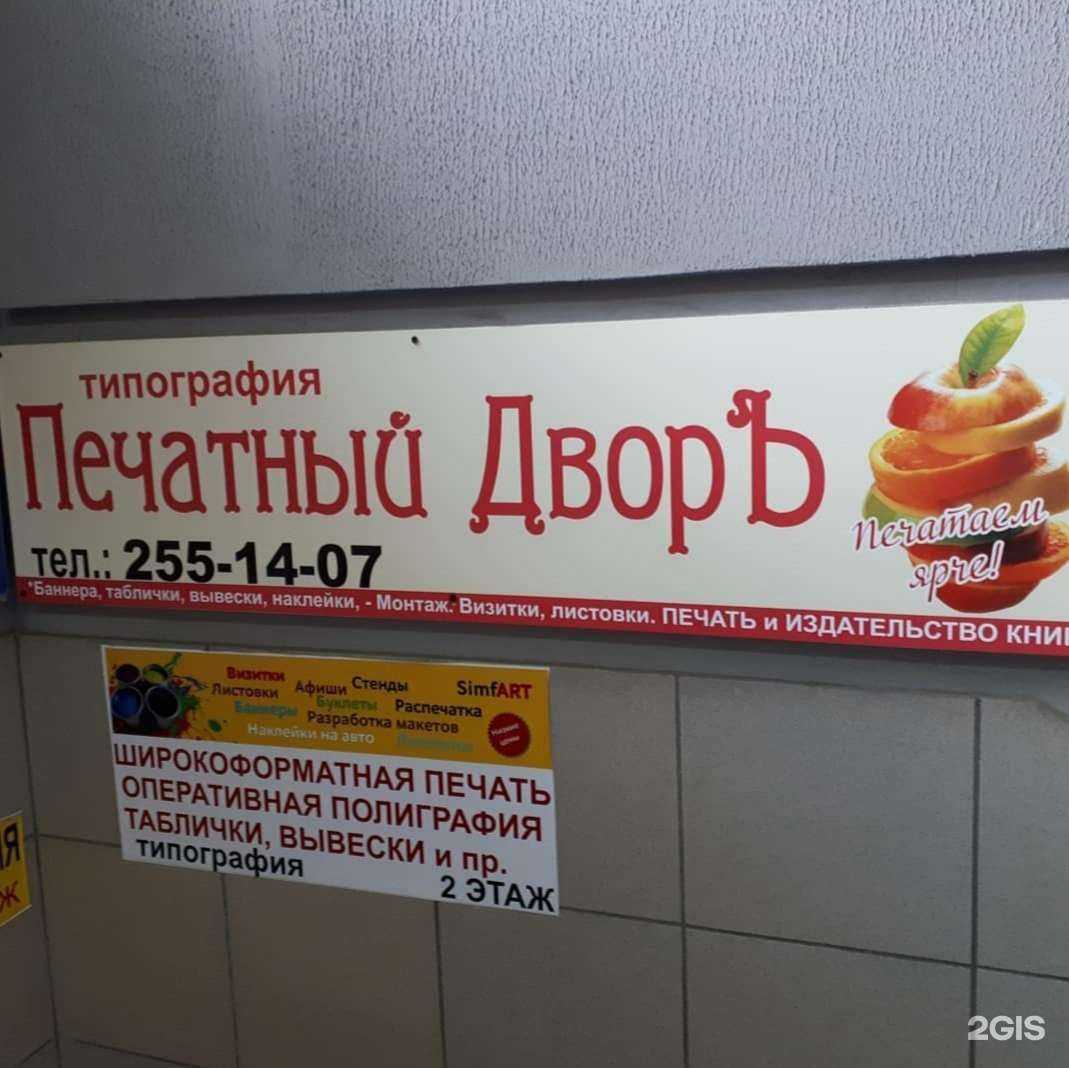 типография
Печатный ДворЪ
тел.: 255-14-07
*Баннера, таблички, вывески, наклейки, - Монтаж. Визитки, листовки. ПЕЧАТЬ и ИЗДАТЕЛЬСТВО КНИ
Печатаем
ярче!
Визитки
Листовки Афиши Стенды SimfART
Баннеры Буклеты Распечатка
Разработка макетов
Наклейки на авто
Низкие
цены
ШИРОКОФОРМАТНАЯ ПЕЧАТЬ
ОПЕРАТИВНАЯ ПОЛИГРАФИЯ
ТАБЛИЧКИ, ВЫВЕСКИ и пр.
типография
2 ЭТАЖ
Я
Ж
2GIS